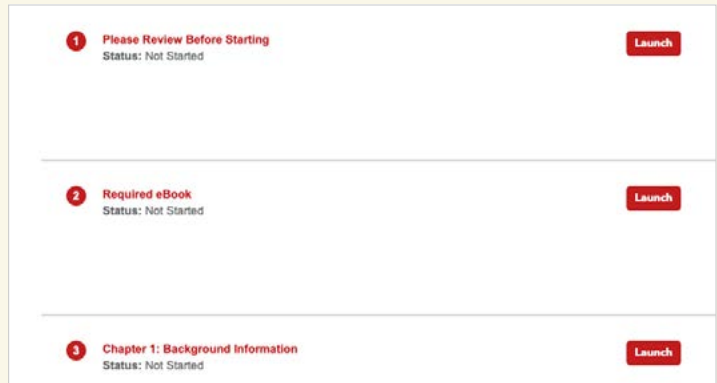 1 Please Review Before Starting Launch
Status: Not Started
2 Required eBook Launch
Status: Not Started
3 Chapter 1: Background Information Launch
Status: Not Started